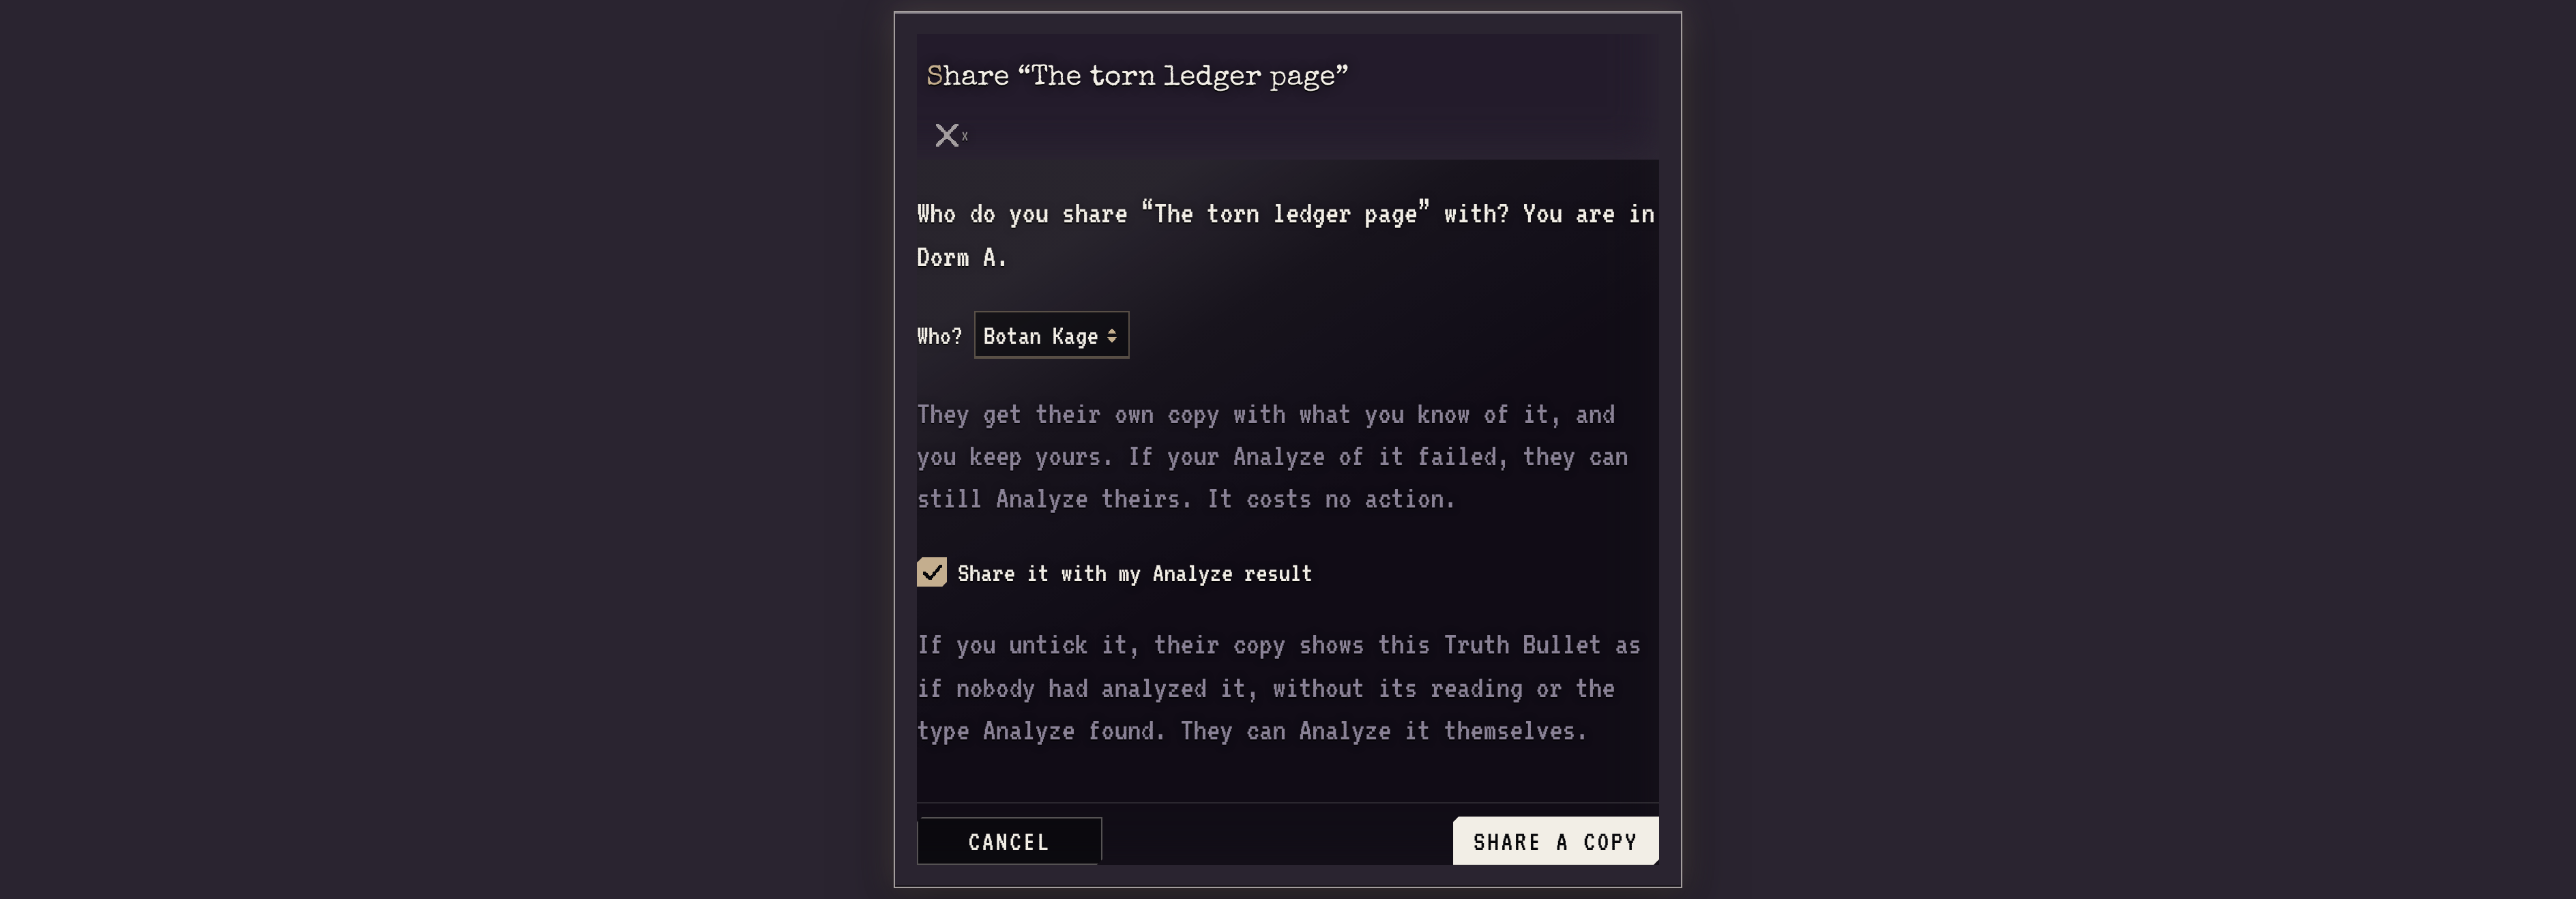 Share “The torn ledger page”
X
Who do you share “The torn ledger page” with? You are in
Dorm A.
Who? Botan Kage
They get their own copy with what you know of it, and
you keep yours. If your Analyze of it failed, they can
still Analyze theirs. It costs no action.
Share it with my Analyze result
If you untick it, their copy shows this Truth Bullet as
if nobody had analyzed it, without its reading or the
type Analyze found. They can Analyze it themselves.
CANCEL
SHARE A COPY